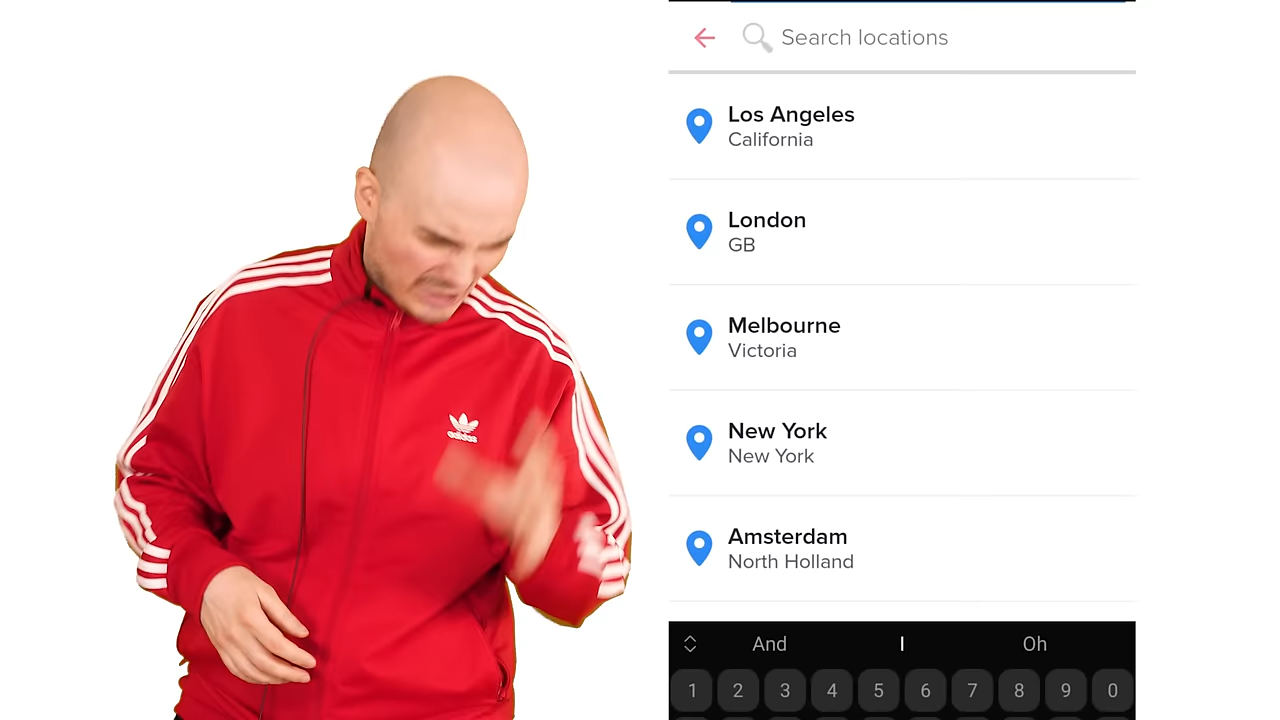 Search locations
Los Angeles
California
London
GB
Melbourne
Victoria
New York
New York
Amsterdam
North Holland
And I Oh
1 2 3 4 5 6 7 8 9 0
adidas